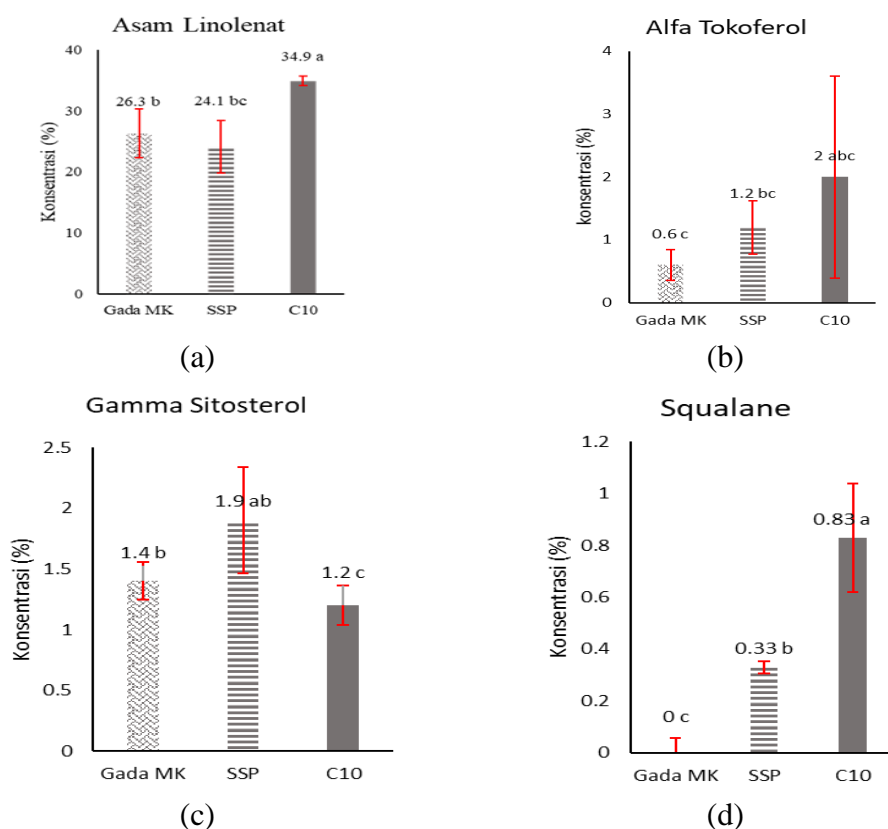 Asam Linolenat
Konsentrasi (%)
40
30
20
10
0
26.3 b
24.1 bc
34.9 a
Gada MK
SSP
C10
(a)
Alfa Tokoferol
konsentrasi (%)
4
3
2
1
0
0.6 c
1.2 bc
2 abc
Gada MK
SSP
C10
(b)
Gamma Sitosterol
Konsentrasi (%)
2.5
2
1.5
1
0.5
0
1.4 b
1.9 ab
1.2 c
Gada MK
SSP
C10
(c)
Squalane
Konsentrasi (%)
1.2
1
0.8
0.6
0.4
0.2
0
0 c
0.33 b
0.83 a
Gada MK
SSP
C10
(d)